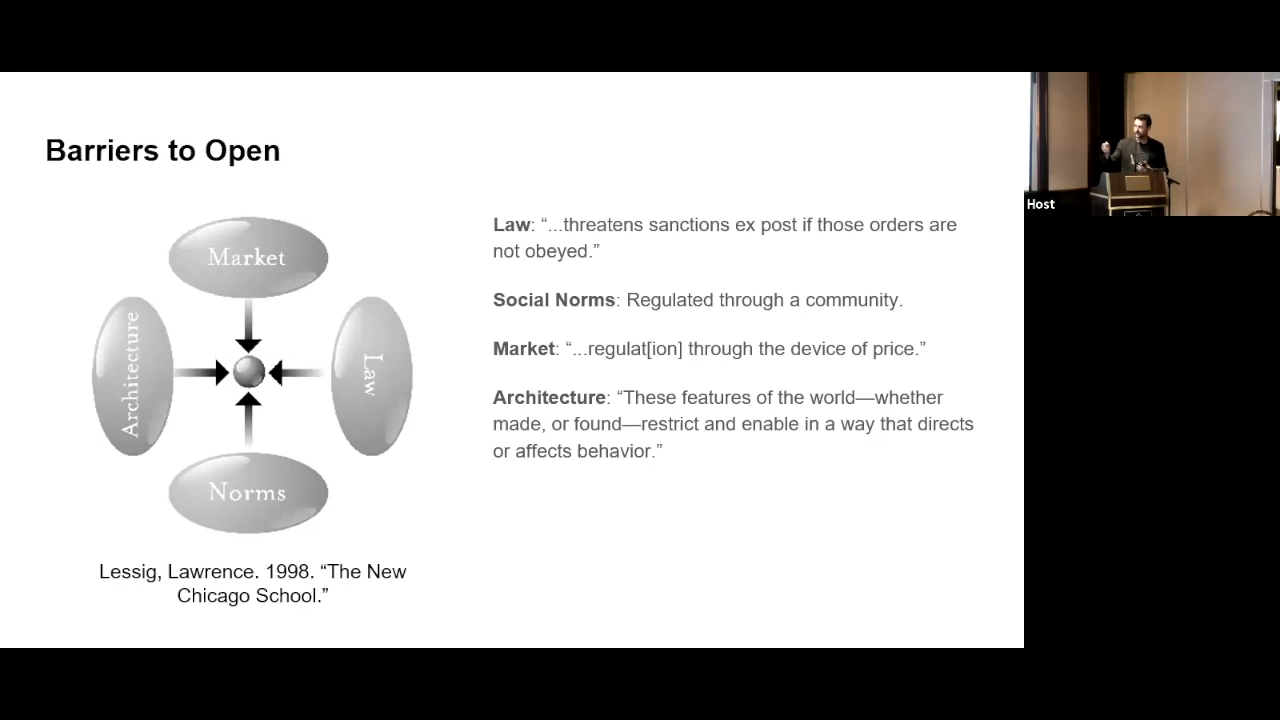 Barriers to Open
Market
Architecture
Law
Norms
Lessig, Lawrence. 1998. “The New
Chicago School.”
Law: “...threatens sanctions ex post if those orders are
not obeyed.”
Social Norms: Regulated through a community.
Market: “...regulat[ion] through the device of price.”
Architecture: “These features of the world—whether
made, or found—restrict and enable in a way that directs
or affects behavior.”
Host